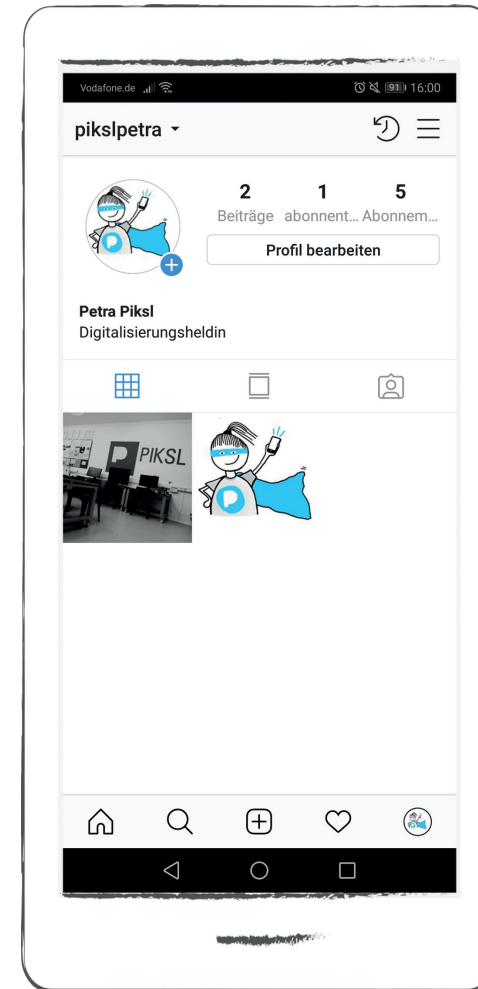 Vodafone.de 91 16:00
pikslpetra
2 1 5
Beiträge abonnent... Abonnem...
Profil bearbeiten
Petra Piksl
Digitalisierungsheldin
P PIKSL
P